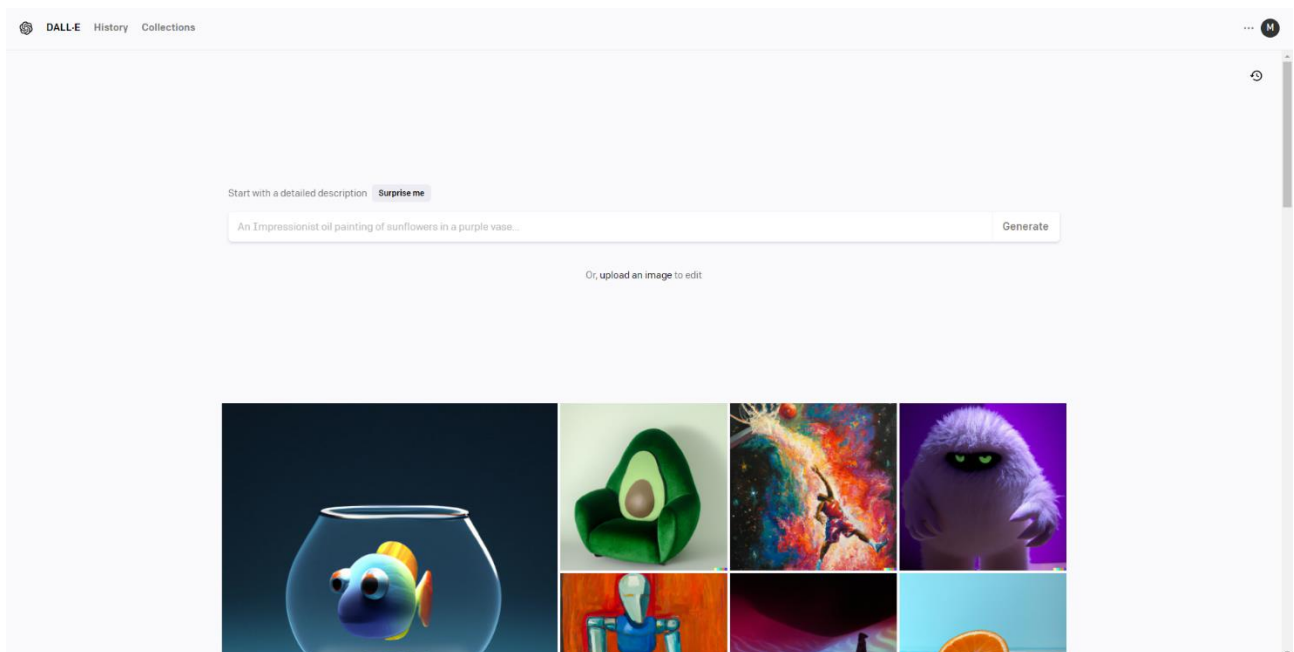 DALL·E History Collections ··· M
Start with a detailed description Surprise me
An Impressionist oil painting of sunflowers in a purple vase... Generate
Or, upload an image to edit